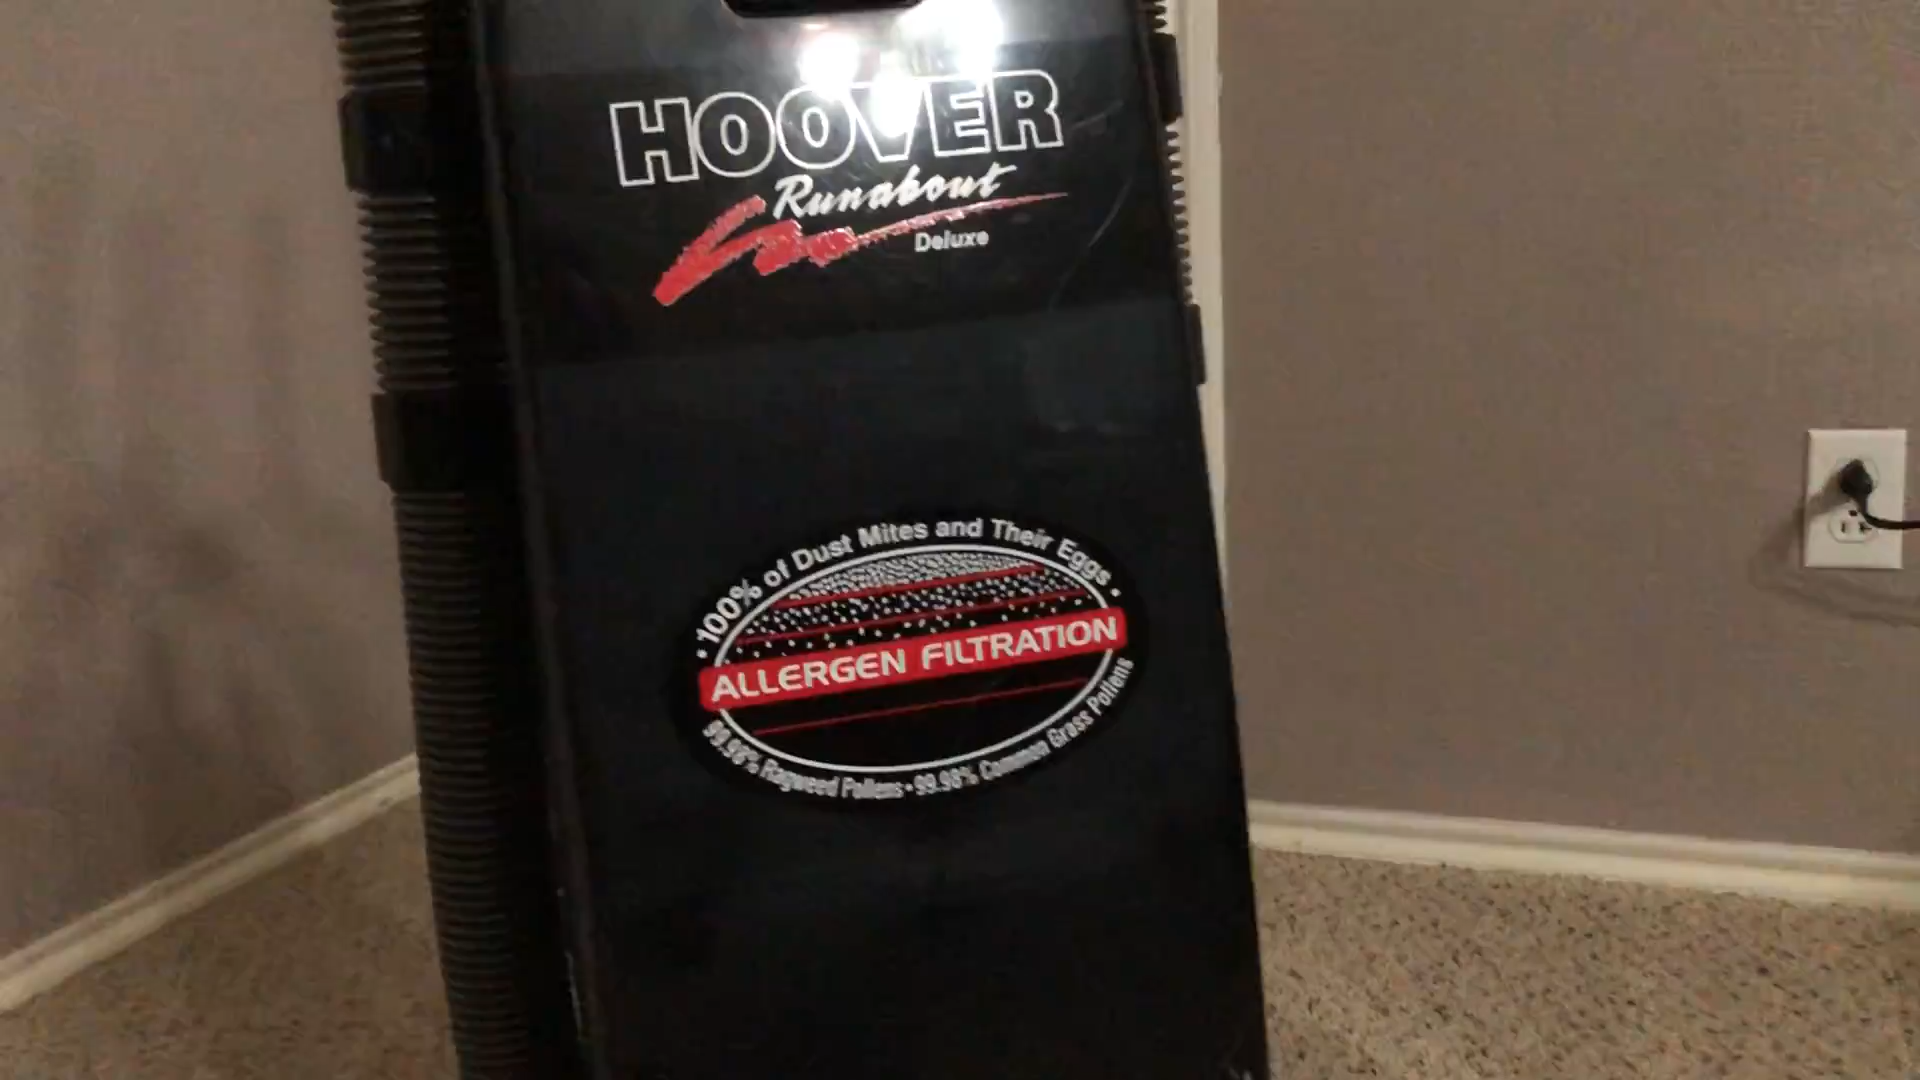 HOOVER
Runabout
Deluxe
• 100% of Dust Mites and Their Eggs •
ALLERGEN FILTRATION
99.98% Ragweed Pollens • 99.98% Common Grass Pollens